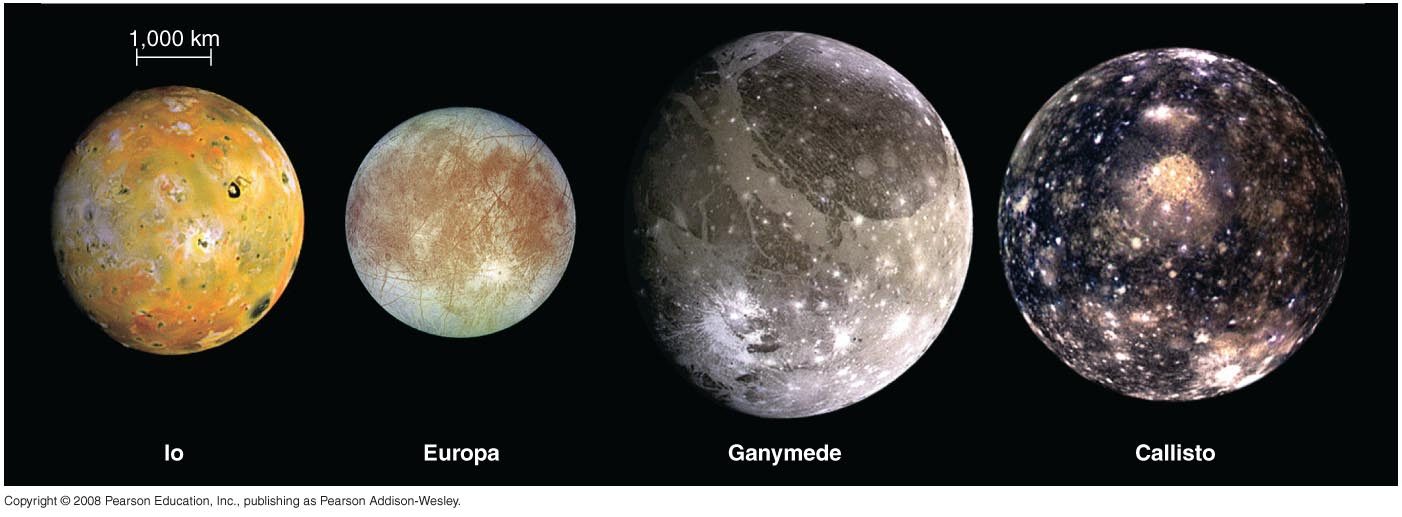 1,000 km
Io
Europa
Ganymede
Callisto
Copyright © 2008 Pearson Education, Inc., publishing as Pearson Addison-Wesley.